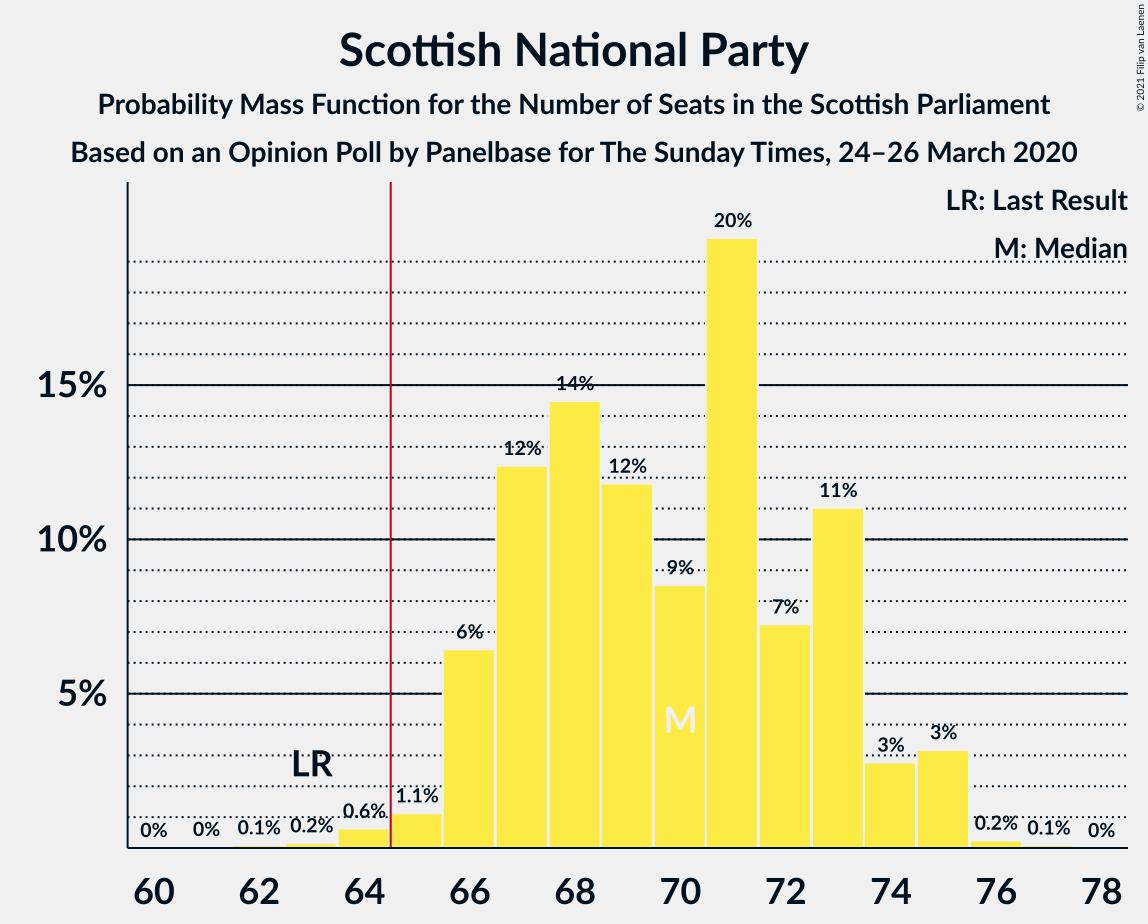 Scottish National Party
Probability Mass Function for the Number of Seats in the Scottish Parliament
Based on an Opinion Poll by Panelbase for The Sunday Times, 24–26 March 2020
© 2021 Filip van Laenen
LR: Last Result
M: Median
20%
15%
14%
12%
12%
11%
10%
9%
7%
6%
5%
M
LR
3%
3%
1.1%
0.6%
0% 0% 0.1% 0.2%
0.2% 0.1% 0%
60 62 64 66 68 70 72 74 76 78